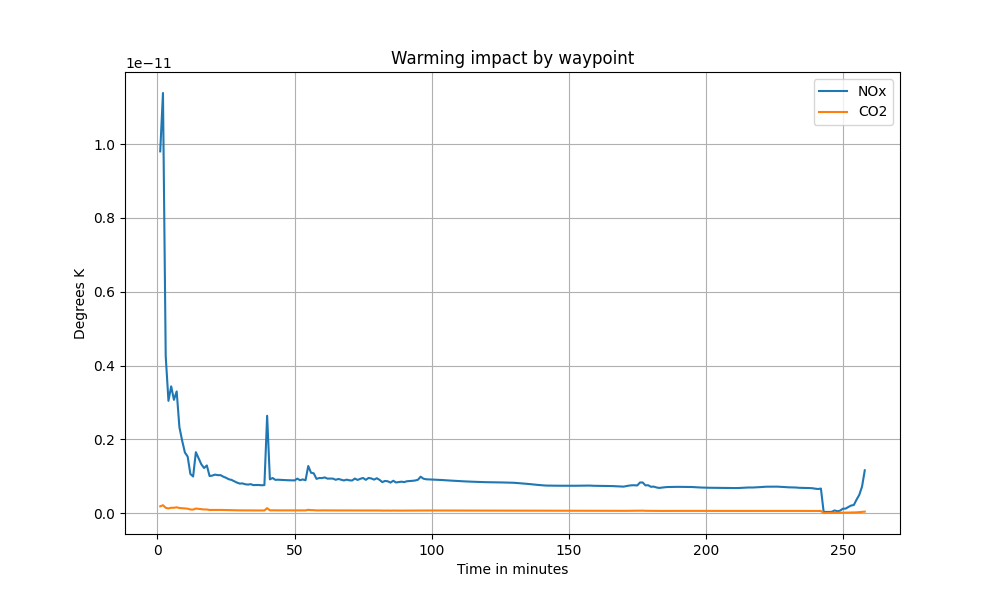 Warming impact by waypoint
1e−11
NOx
CO2
1.0
0.8
0.6
0.4
0.2
0.0
Degrees K
0 50 100 150 200 250
Time in minutes